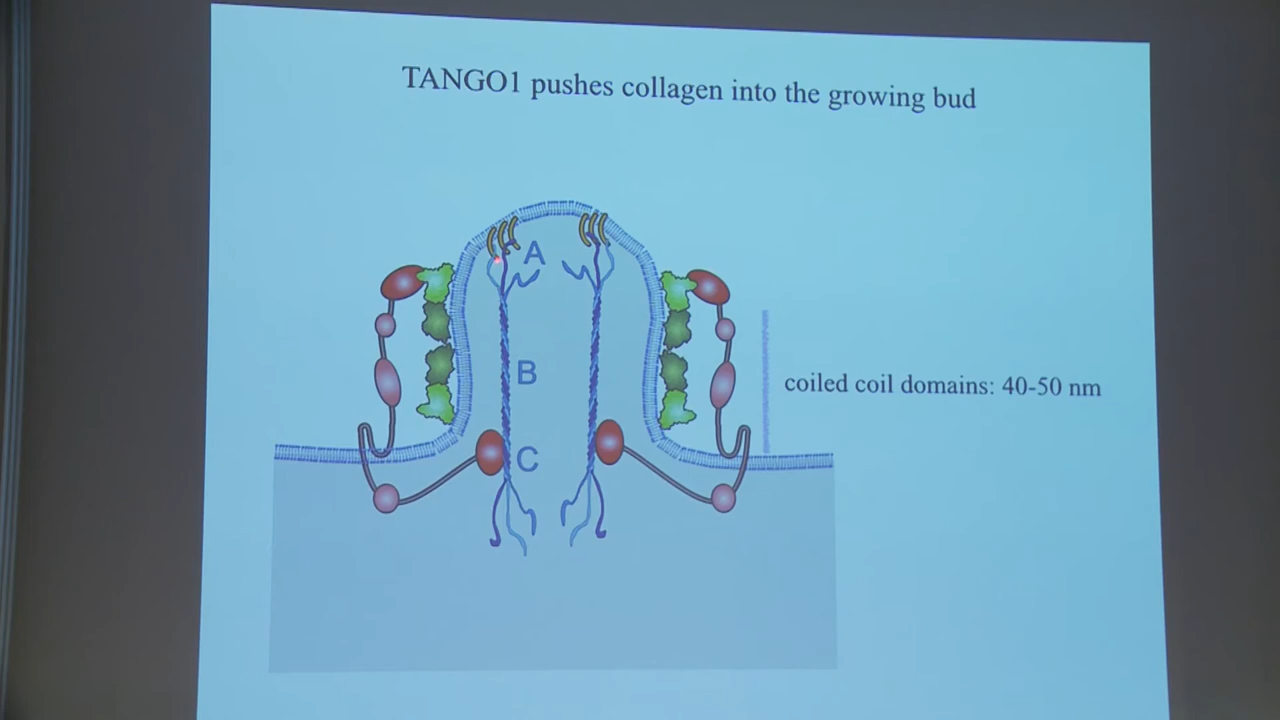 TANGO1 pushes collagen into the growing bud
A
B
coiled coil domains: 40-50 nm
C